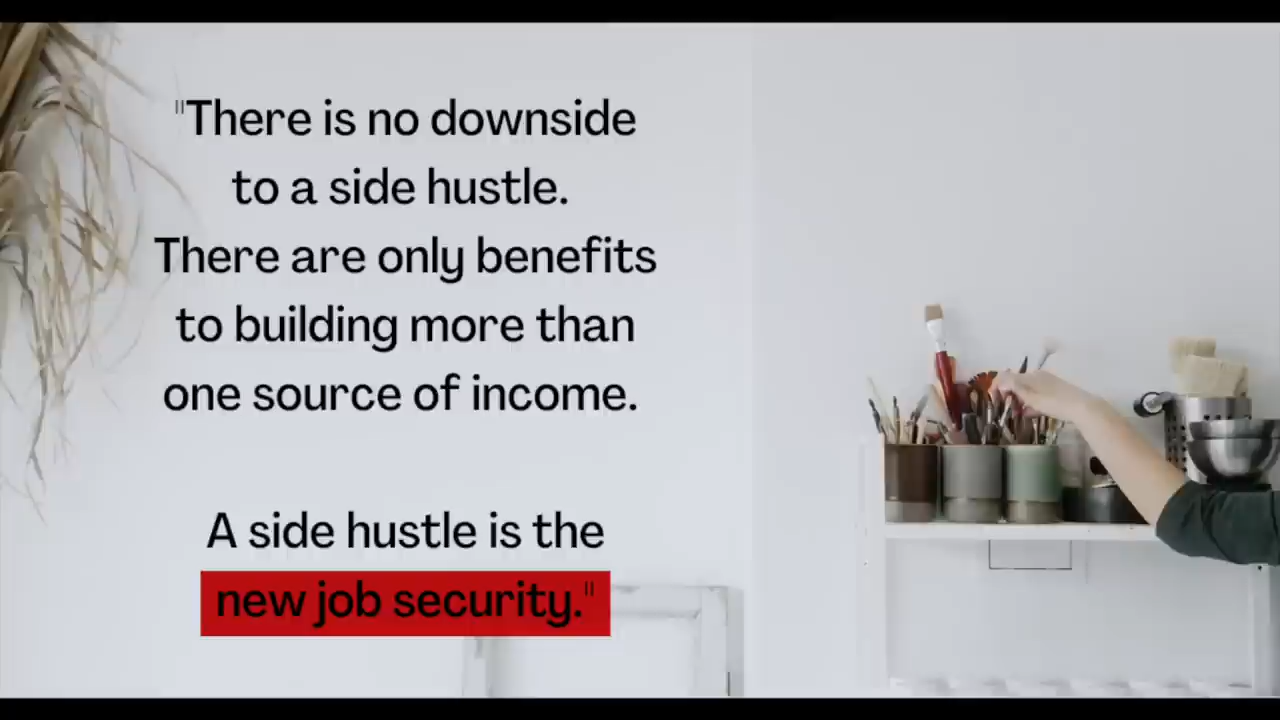 "There is no downside
to a side hustle.
There are only benefits
to building more than
one source of income.
A side hustle is the
new job security."